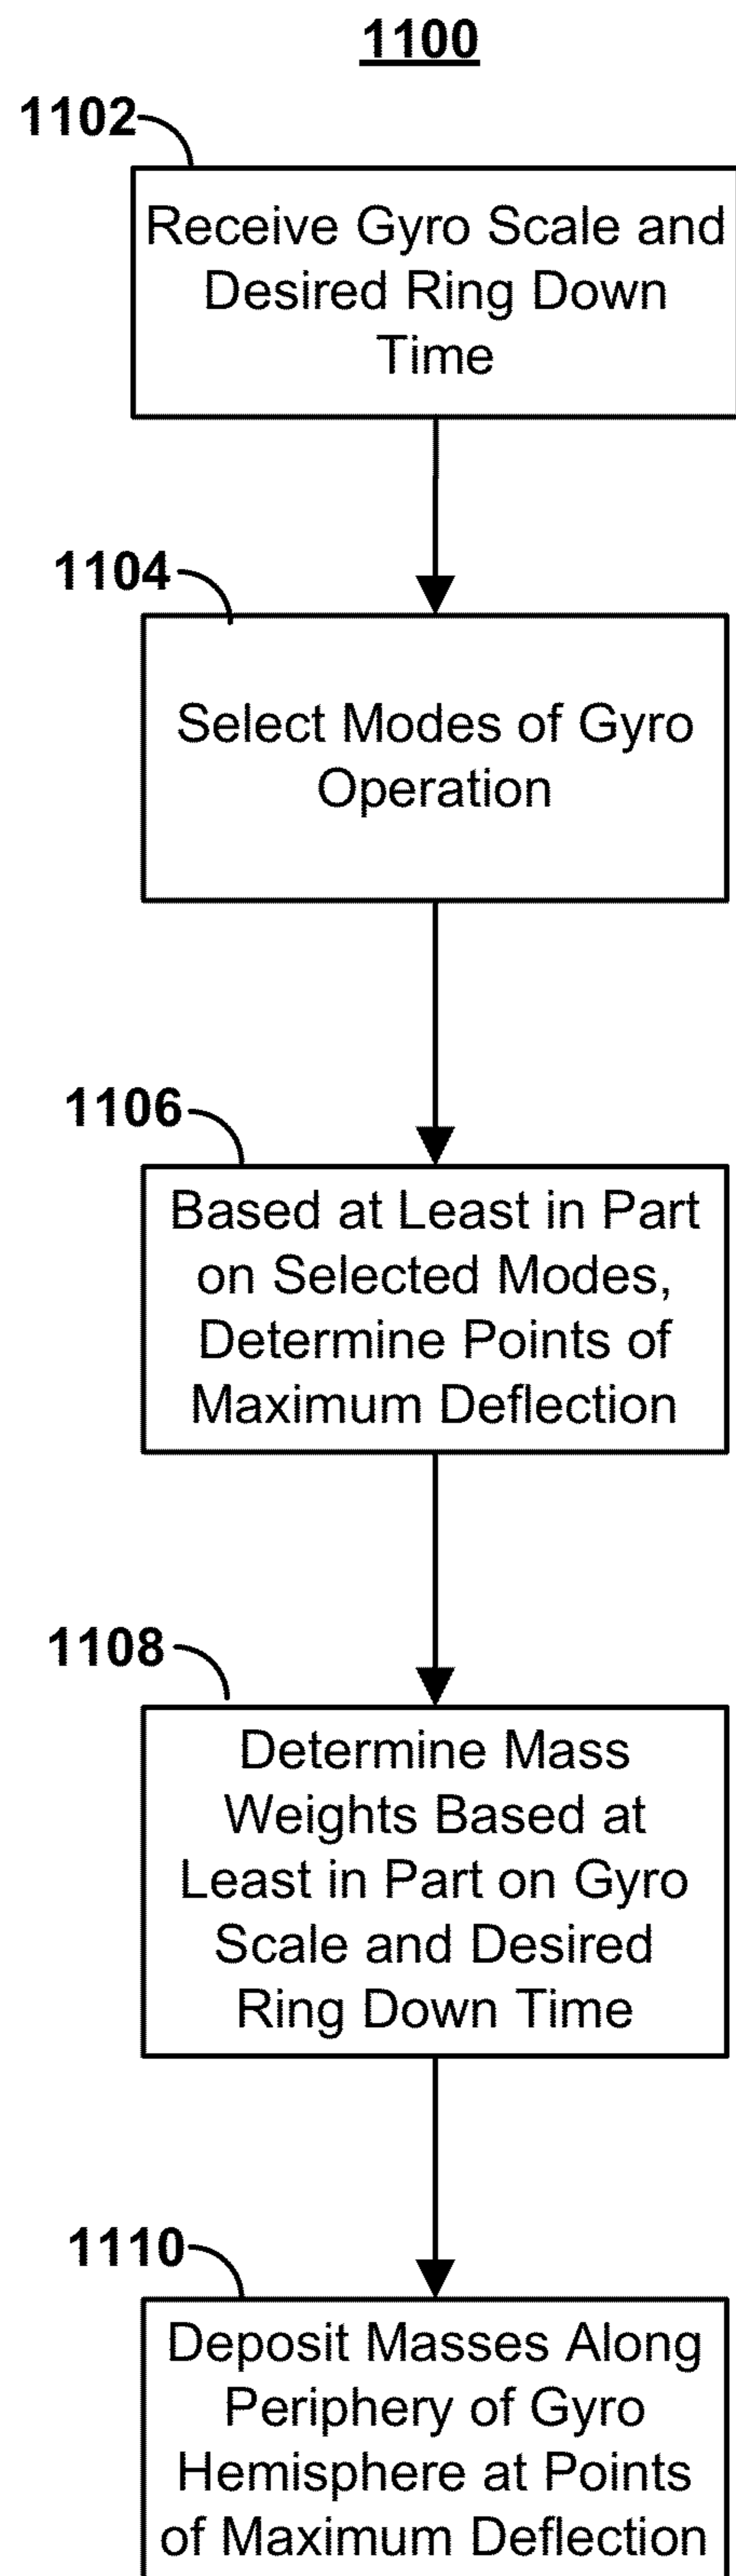 1100
1102
Receive Gyro Scale and
Desired Ring Down
Time
1104
Select Modes of Gyro
Operation
1106
Based at Least in Part
on Selected Modes,
Determine Points of
Maximum Deflection
1108
Determine Mass
Weights Based at
Least in Part on Gyro
Scale and Desired
Ring Down Time
1110
Deposit Masses Along
Periphery of Gyro
Hemisphere at Points
of Maximum Deflection